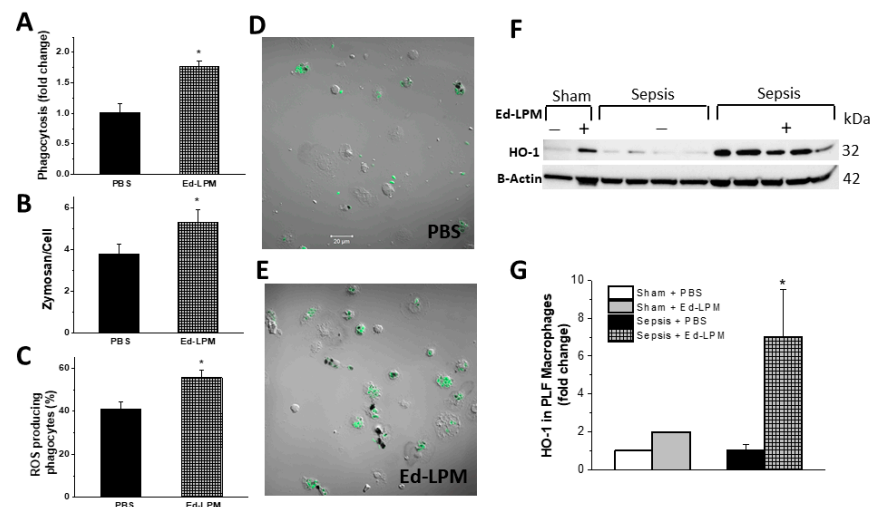 A
Phagocytosis (fold change)
2.0
1.5
1.0
0.5
0.0
*
PBS
Ed-LPM
B
Zymosan/Cell
6
4
2
0
*
PBS
Ed-LPM
C
ROS producing
phagocytes (%)
60
40
20
0
*
PBS
Ed-LPM
D
20 µm
PBS
E
Ed-LPM
F
Sham
Sepsis
Sepsis
Ed-LPM
– + – +
kDa
HO-1
32
B-Actin
42
G
HO-1 in PLF Macrophages
(fold change)
10
8
6
4
2
0
Sham + PBS
Sham + Ed-LPM
Sepsis + PBS
Sepsis + Ed-LPM
*